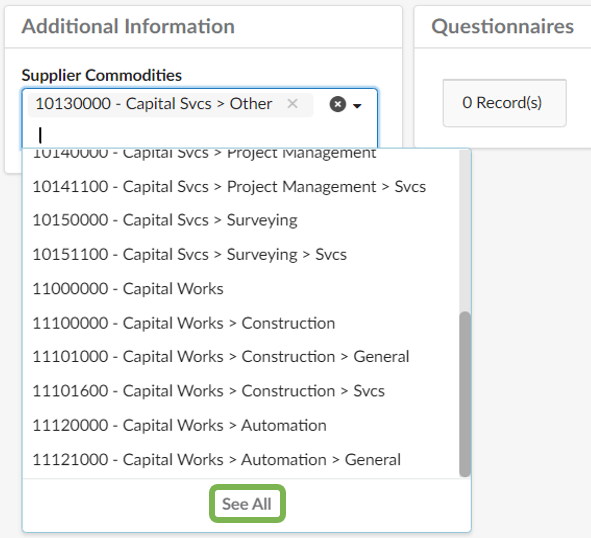 Additional Information
Questionnaires
Supplier Commodities
10130000 - Capital Svcs > Other ×
0 Record(s)
10140000 - Capital Svcs > Project Management
10141100 - Capital Svcs > Project Management > Svcs
10150000 - Capital Svcs > Surveying
10151100 - Capital Svcs > Surveying > Svcs
11000000 - Capital Works
11100000 - Capital Works > Construction
11101000 - Capital Works > Construction > General
11101600 - Capital Works > Construction > Svcs
11120000 - Capital Works > Automation
11121000 - Capital Works > Automation > General
See All